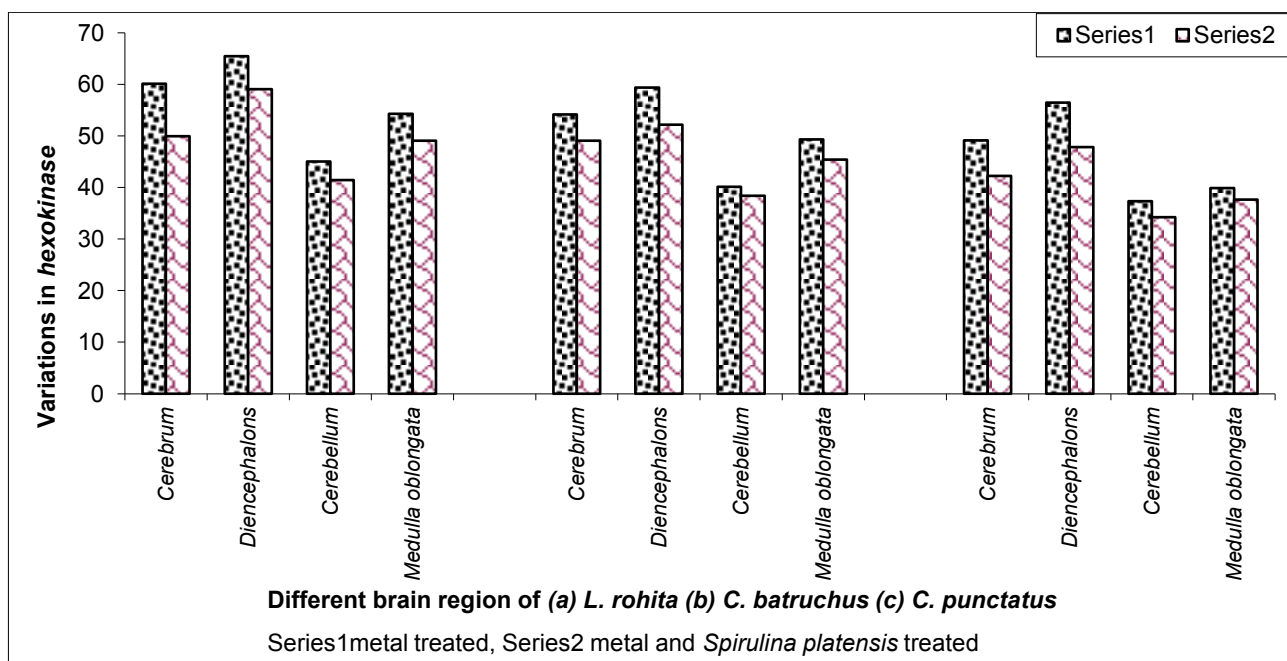 Series1 Series2
70
60
50
40
30
20
10
0
Variations in hexokinase
Cerebrum
Diencephalons
Cerebellum
Medulla oblongata
Cerebrum
Diencephalons
Cerebellum
Medulla oblongata
Cerebrum
Diencephalons
Cerebellum
Medulla oblongata
Different brain region of (a) L. rohita (b) C. batruchus (c) C. punctatus
Series1metal treated, Series2 metal and Spirulina platensis treated